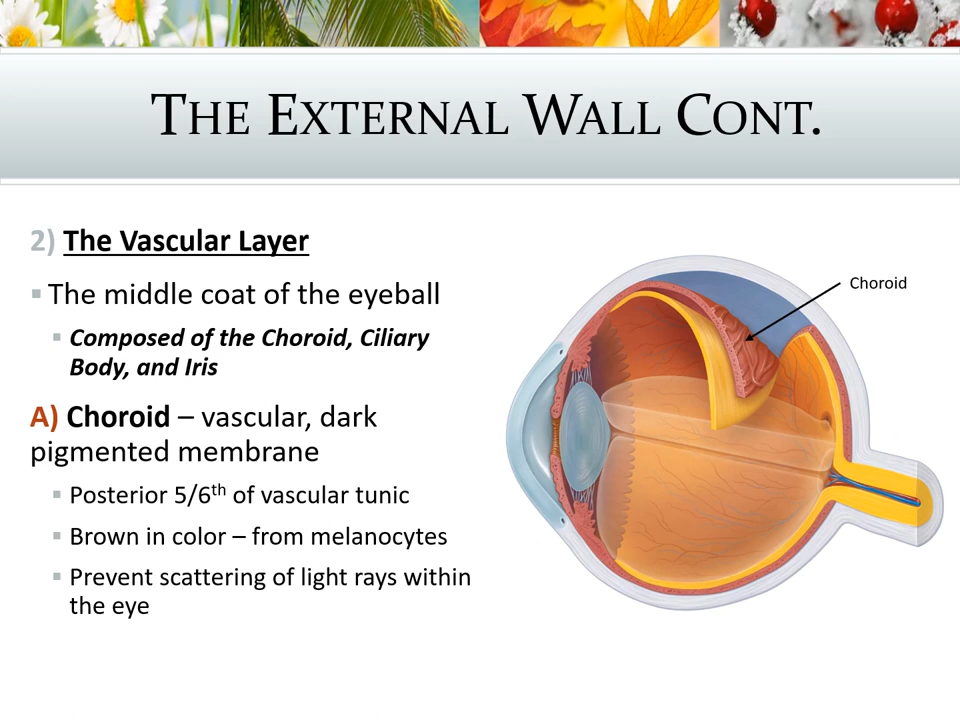 THE EXTERNAL WALL CONT.
2) The Vascular Layer
▪ The middle coat of the eyeball
▪ Composed of the Choroid, Ciliary
Body, and Iris
A) Choroid – vascular, dark
pigmented membrane
▪ Posterior 5/6th of vascular tunic
▪ Brown in color – from melanocytes
▪ Prevent scattering of light rays within
the eye
Choroid